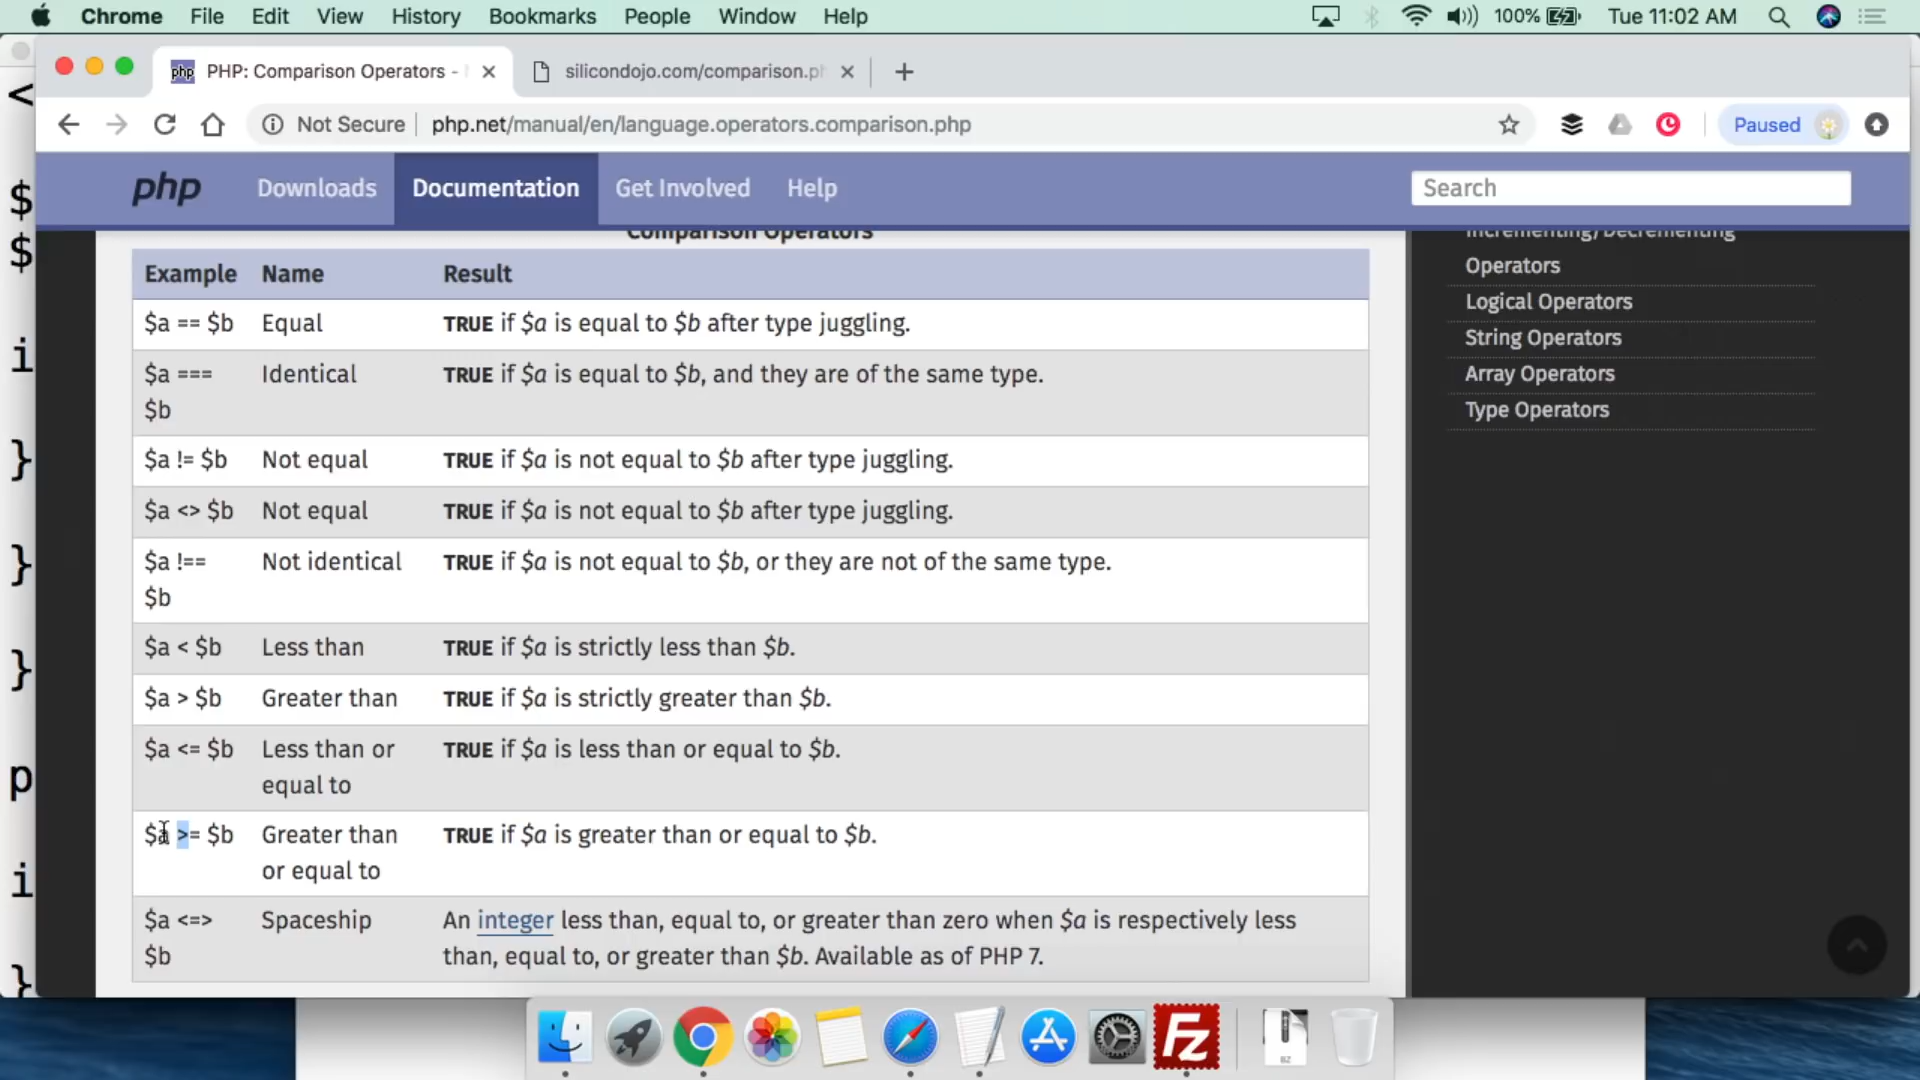 Chrome File Edit View History Bookmarks People Window Help 100% Tue 11:02 AM
php PHP: Comparison Operators - silicondojo.com/comparison.ph
Not Secure php.net/manual/en/language.operators.comparison.php Paused
php Downloads Documentation Get Involved Help Search
Comparison Operators
Example Name Result
$a == $b Equal TRUE if $a is equal to $b after type juggling.
$a === Identical TRUE if $a is equal to $b, and they are of the same type.
$b
$a != $b Not equal TRUE if $a is not equal to $b after type juggling.
$a <> $b Not equal TRUE if $a is not equal to $b after type juggling.
$a !== Not identical TRUE if $a is not equal to $b, or they are not of the same type.
$b
$a < $b Less than TRUE if $a is strictly less than $b.
$a > $b Greater than TRUE if $a is strictly greater than $b.
$a <= $b Less than or TRUE if $a is less than or equal to $b.
equal to
$a >= $b Greater than TRUE if $a is greater than or equal to $b.
or equal to
$a <=> Spaceship An integer less than, equal to, or greater than zero when $a is respectively less
$b than, equal to, or greater than $b. Available as of PHP 7.
Incrementing/Decrementing
Operators
Logical Operators
String Operators
Array Operators
Type Operators
<
$
$
i
}
}
}
p
i
}
FZ
BZ